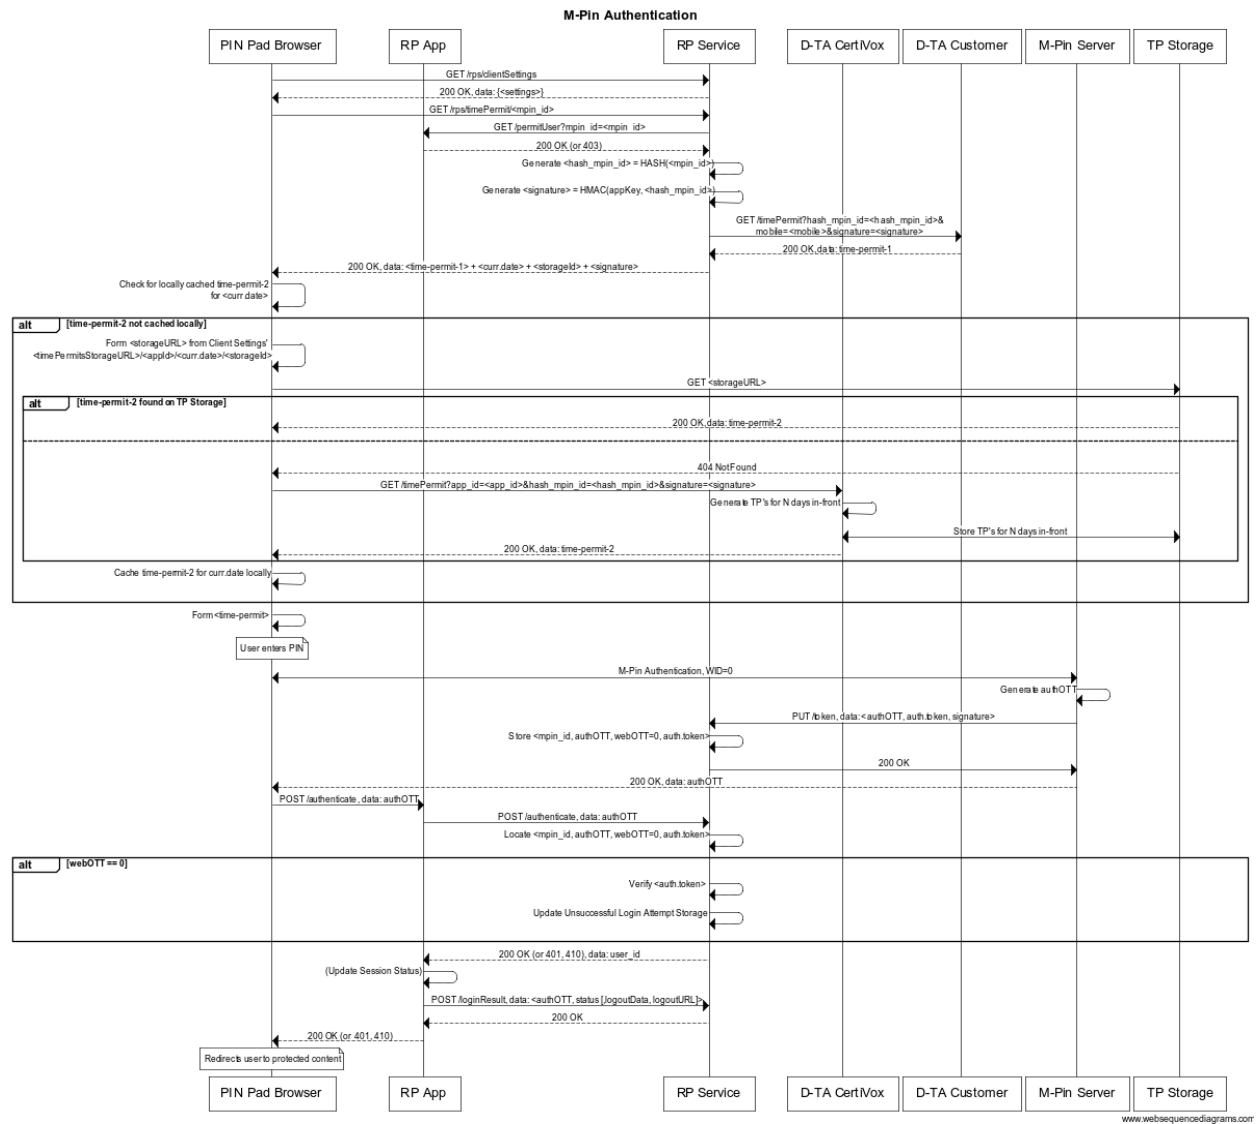 M-Pin Authentication
PIN Pad Browser
RP App
RP Service
D-TA CertiVox
D-TA Customer
M-Pin Server
TP Storage
GET /rps/clientSettings
200 OK, data: {<settings>}
GET /rps/timePermit/<mpin_id>
GET /permitUser?mpin_id=<mpin_id>
200 OK (or 403)
Generate <hash_mpin_id> = HASH(<mpin_id>)
Generate <signature> = HMAC(appKey, <hash_mpin_id>)
GET /timePermit?hash_mpin_id=<hash_mpin_id>&
mobile=<mobile>&signature=<signature>
200 OK, data: time-permit-1
200 OK, data: <time-permit-1> + <curr.date> + <storageId> + <signature>
Check for locally cached time-permit-2
for <curr.date>
alt [time-permit-2 not cached locally]
Form <storageURL> from Client Settings'
<timePermitsStorageURL>/<appId>/<curr.date>/<storageId>
GET <storageURL>
alt [time-permit-2 found on TP Storage]
200 OK, data: time-permit-2
404 NotFound
GET /timePermit?app_id=<app_id>&hash_mpin_id=<hash_mpin_id>&signature=<signature>
Generate TP's for N days in-front
Store TP's for N days in-front
200 OK, data: time-permit-2
Cache time-permit-2 for curr.date locally
Form <time-permit>
User enters PIN
M-Pin Authentication, WID=0
Generate authOTT
PUT /token, data: <authOTT, auth.token, signature>
Store <mpin_id, authOTT, webOTT=0, auth.token>
200 OK
200 OK, data: authOTT
POST /authenticate, data: authOTT
POST /authenticate, data: authOTT
Locate <mpin_id, authOTT, webOTT=0, auth.token>
alt [webOTT == 0]
Verify <auth.token>
Update Unsuccessful Login Attempt Storage
200 OK (or 401, 410), data: user_id
(Update Session Status)
POST /loginResult, data: <authOTT, status [,logoutData, logoutURL]>
200 OK
200 OK (or 401, 410)
Redirects user to protected content
PIN Pad Browser
RP App
RP Service
D-TA CertiVox
D-TA Customer
M-Pin Server
TP Storage
www.websequencediagrams.com